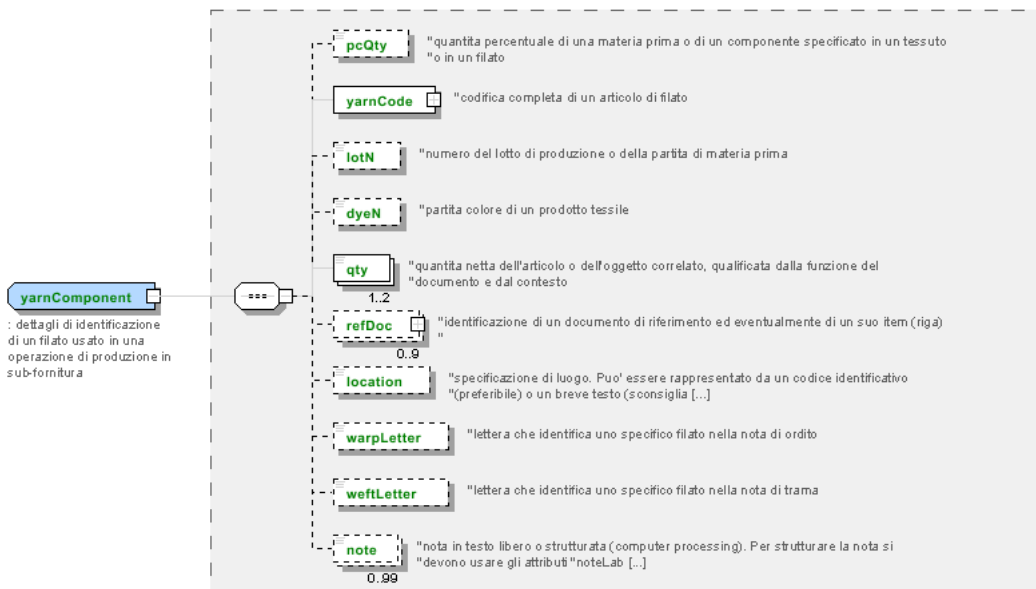 pcQty
"quantita percentuale di una materia prima o di un componente specificato in un tessuto
"o in un filato
yarnCode
"codifica completa di un articolo di filato
lotN
"numero del lotto di produzione o della partita di materia prima
dyeN
"partita colore di un prodotto tessile
qty
"quantita netta dell'articolo o dell'oggetto correlato, qualificata dalla funzione del
"documento e dal contesto
1..2
yarnComponent
: dettagli di identificazione
di un filato usato in una
operazione di produzione in
sub-fornitura
refDoc
"identificazione di un documento di riferimento ed eventualmente di un suo item (riga)
"
0..9
location
"specificazione di luogo. Puo' essere rappresentato da un codice identificativo
"(preferibile) o un breve testo (sconsiglia [...]
warpLetter
"lettera che identifica uno specifico filato nella nota di ordito
weftLetter
"lettera che identifica uno specifico filato nella nota di trama
note
"nota in testo libero o strutturata (computer processing). Per strutturare la nota si
"devono usare gli attributi "noteLab [...]
0..99